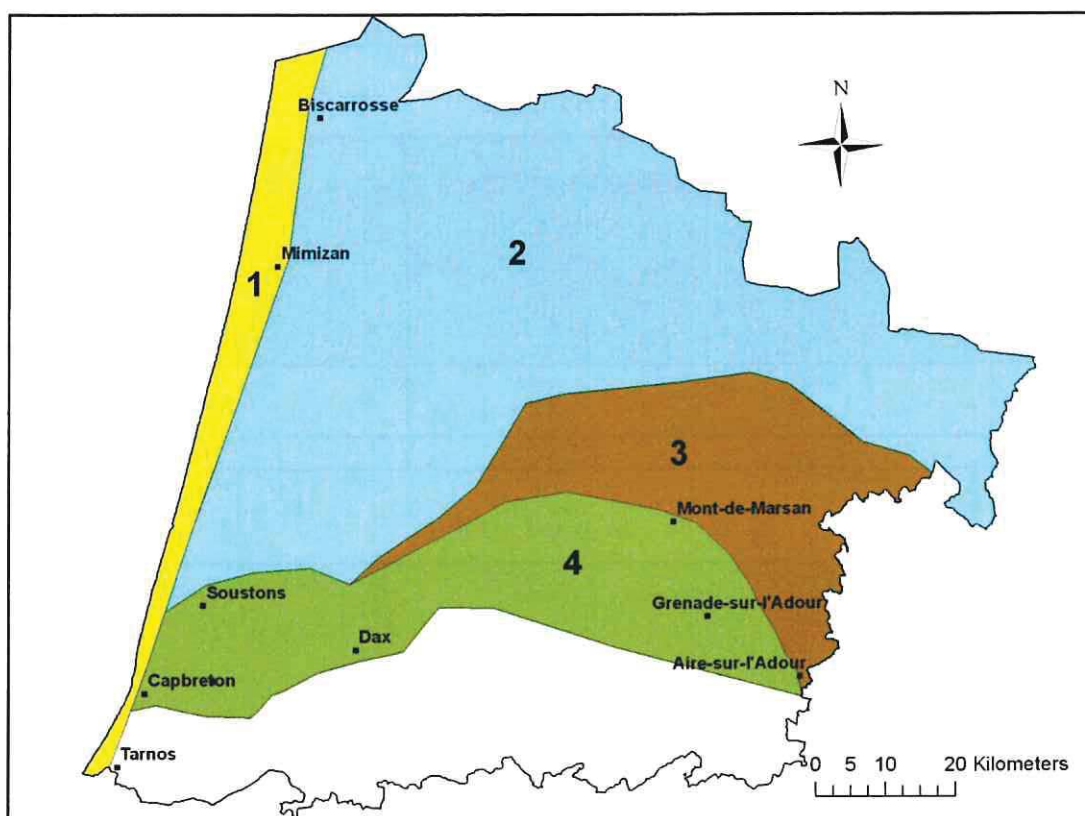 N
Biscarrosse
Mimizan
2
1
3
Mont-de-Marsan
4
Soustons
Grenade-sur-l'Adour
Dax
Aire-sur-l'Adour
Capbreton
Tarnos
0 5 10 20 Kilometers